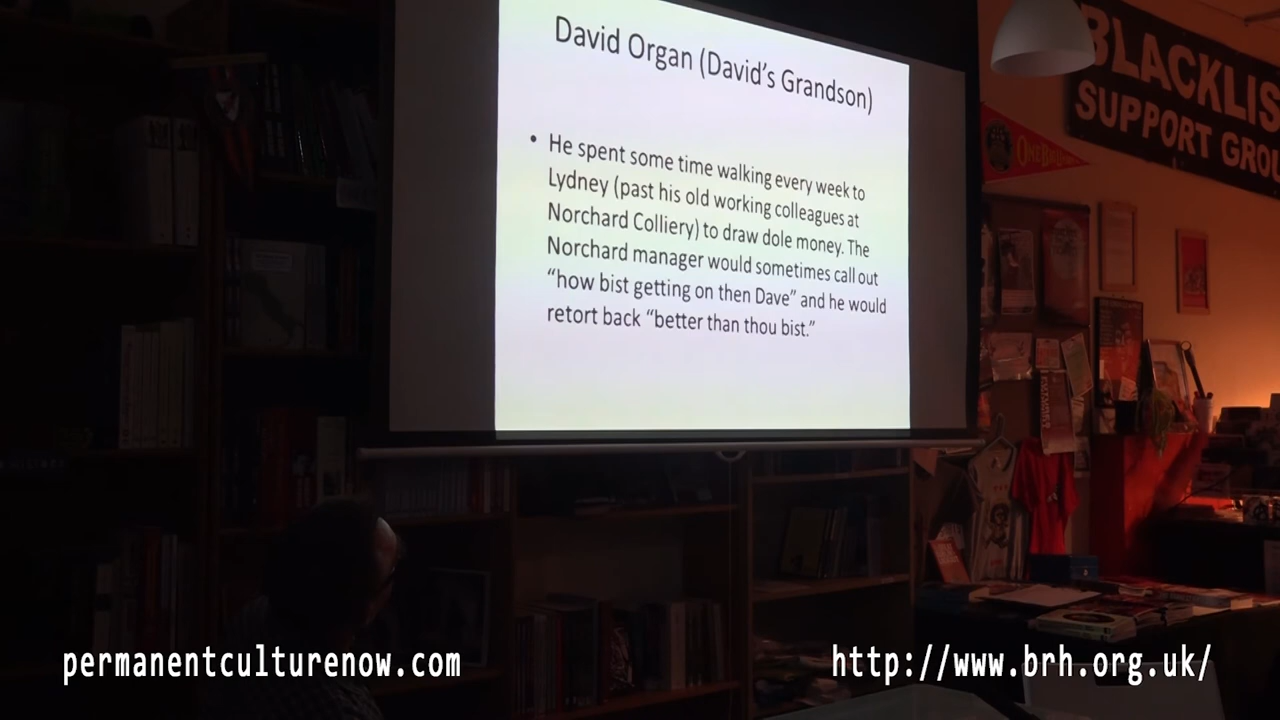 David Organ (David's Grandson)
• He spent some time walking every week to
Lydney (past his old working colleagues at
Norchard Colliery) to draw dole money. The
Norchard manager would sometimes call out
“how bist getting on then Dave” and he would
retort back “better than thou bist.”
BLACKLIS
SUPPORT GROU
permanentculturenow.com
http://www.brh.org.uk/